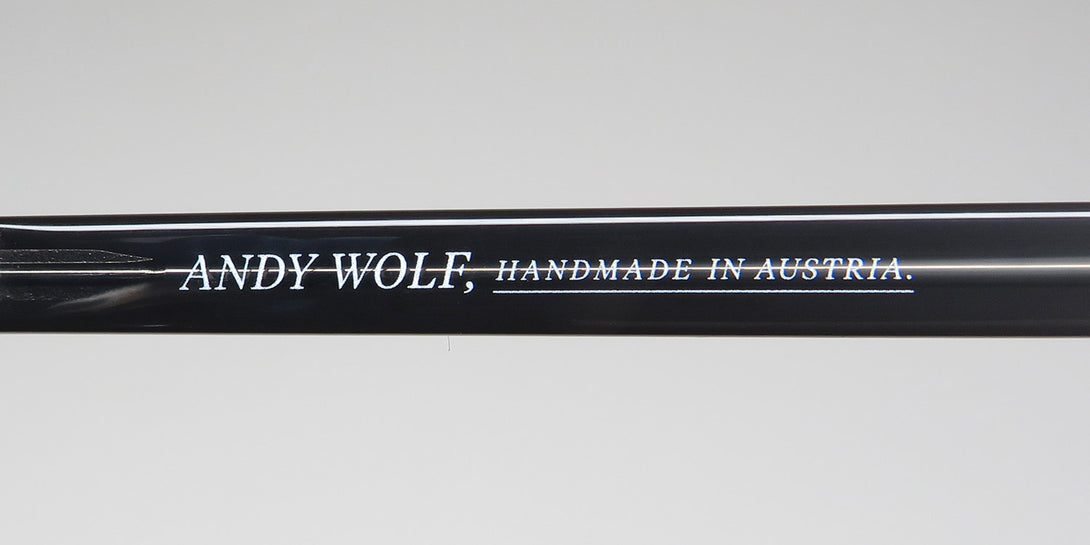 ANDY WOLF, HANDMADE IN AUSTRIA.